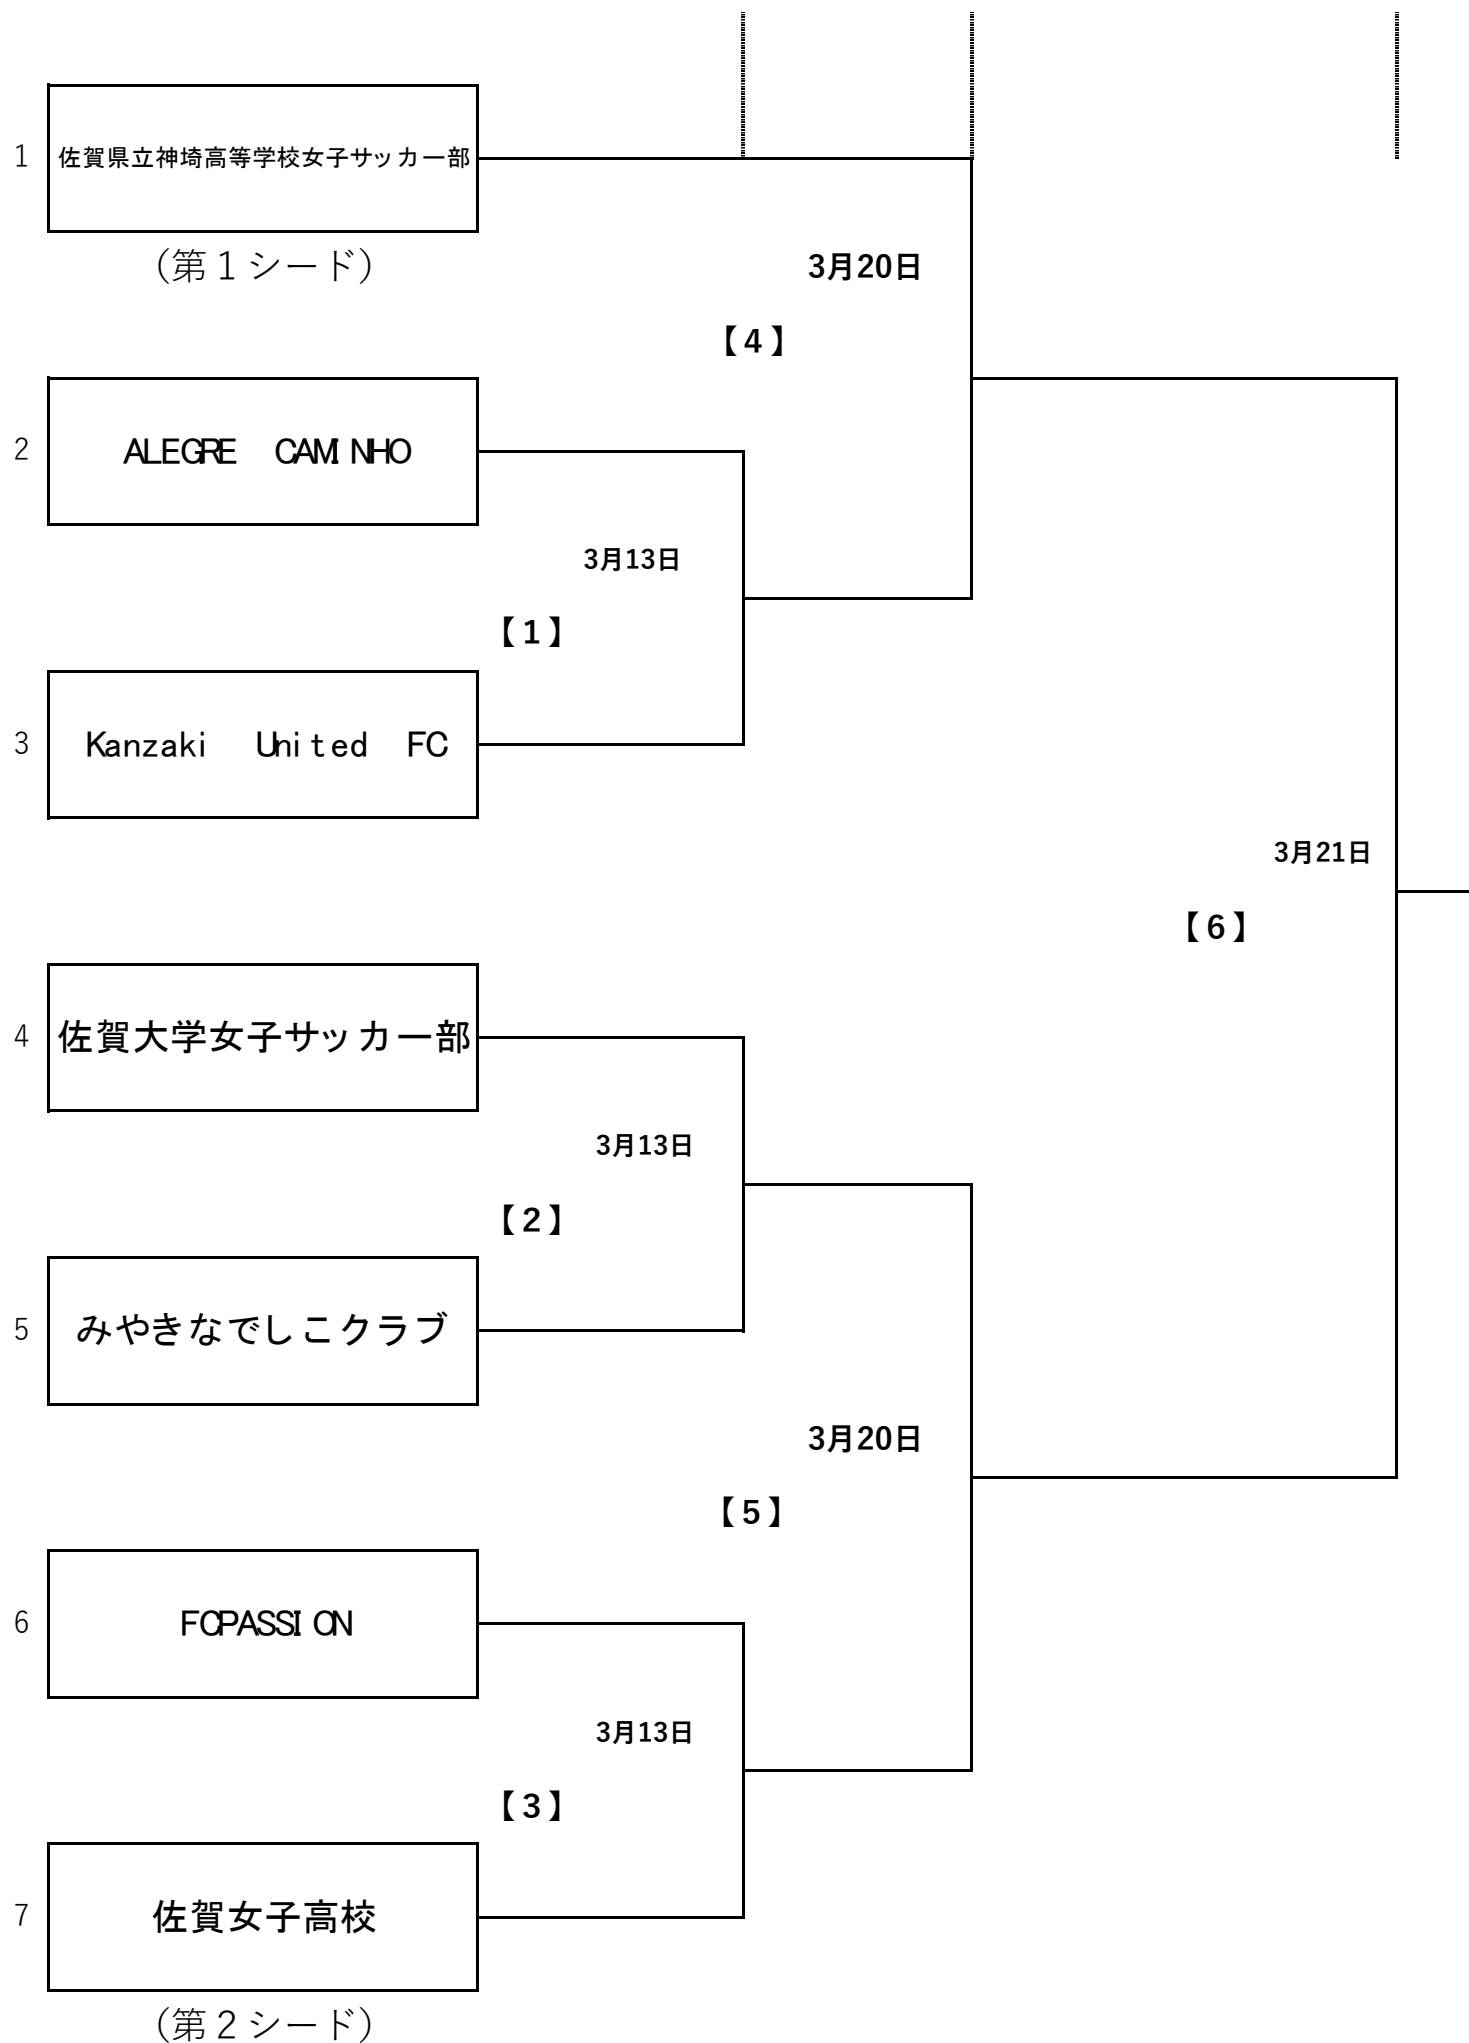 1 佐賀県立神埼高等学校女子サッカー部
(第1シード)
3月20日
【4】
2 ALEGRE CAMINHO
3月13日
【1】
3 Kanzaki United FC
3月21日
【6】
4 佐賀大学女子サッカー部
3月13日
【2】
5 みやきなでしこクラブ
3月20日
【5】
6 FCPASSION
3月13日
【3】
7 佐賀女子高校
(第2シード)